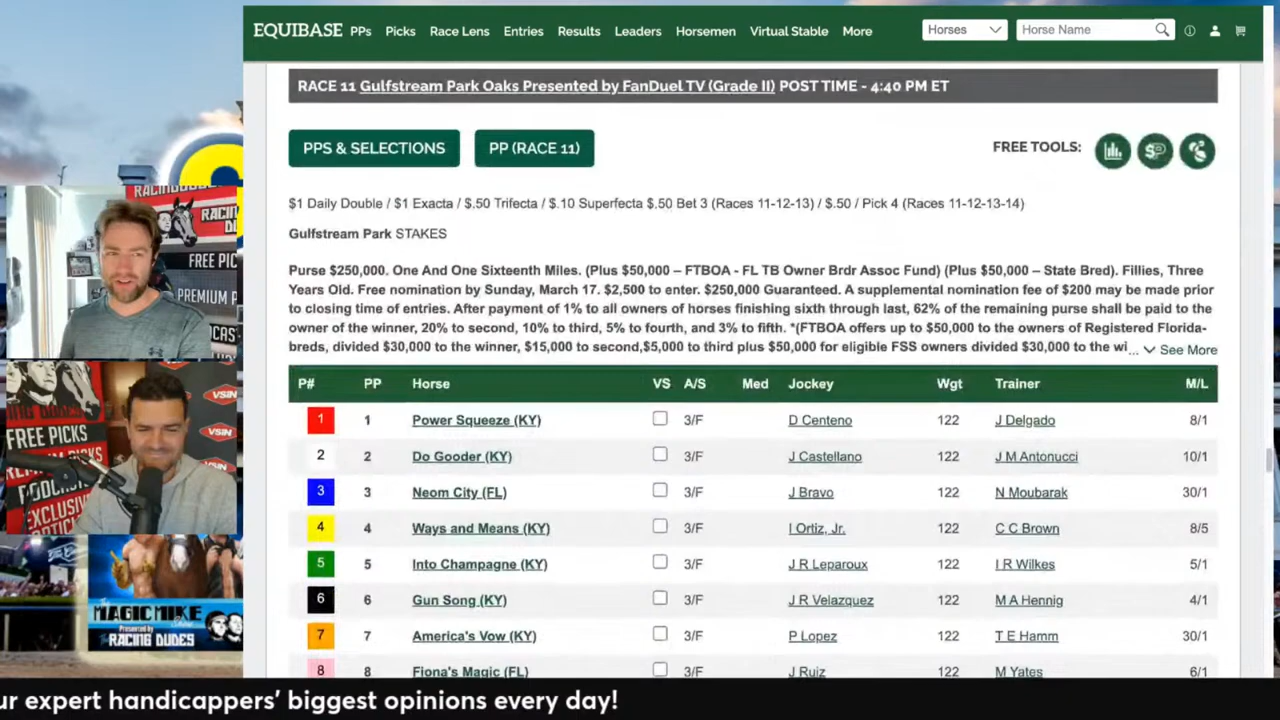 EQUIBASE PPs Picks Race Lens Entries Results Leaders Horsemen Virtual Stable More Horses Horse Name
RACE 11 Gulfstream Park Oaks Presented by FanDuel TV (Grade II) POST TIME - 4:40 PM ET
PPS & SELECTIONS PP (RACE 11) FREE TOOLS:
$1 Daily Double / $1 Exacta / $.50 Trifecta / $.10 Superfecta $.50 Bet 3 (Races 11-12-13) / $.50 / Pick 4 (Races 11-12-13-14)
Gulfstream Park STAKES
Purse $250,000. One And One Sixteenth Miles. (Plus $50,000 – FTBOA - FL TB Owner Brdr Assoc Fund) (Plus $50,000 – State Bred). Fillies, Three
Years Old. Free nomination by Sunday, March 17. $2,500 to enter. $250,000 Guaranteed. A supplemental nomination fee of $200 may be made prior
to closing time of entries. After payment of 1% to all owners of horses finishing sixth through last, 62% of the remaining purse shall be paid to the
owner of the winner, 20% to second, 10% to third, 5% to fourth, and 3% to fifth. *(FTBOA offers up to $50,000 to the owners of Registered Florida-
breds, divided $30,000 to the winner, $15,000 to second,$5,000 to third plus $50,000 for eligible FSS owners divided $30,000 to the wi... See More
P# PP Horse VS A/S Med Jockey Wgt Trainer M/L
1 1 Power Squeeze (KY) 3/F D Centeno 122 J Delgado 8/1
2 2 Do Gooder (KY) 3/F J Castellano 122 J M Antonucci 10/1
3 3 Neom City (FL) 3/F J Bravo 122 N Moubarak 30/1
4 4 Ways and Means (KY) 3/F I Ortiz, Jr. 122 C C Brown 8/5
5 5 Into Champagne (KY) 3/F J R Leparoux 122 I R Wilkes 5/1
6 6 Gun Song (KY) 3/F J R Velazquez 122 M A Hennig 4/1
7 7 America's Vow (KY) 3/F P Lopez 122 T E Hamm 30/1
8 8 Fiona's Magic (FL) 3/F J Ruiz 122 M Yates 6/1
FREE PICKS
PREMIUM
VSiN
FREE PICKS
EXCLUSIV
MAGIC MIKE
Presented by
RACING DUDES
ur expert handicappers' biggest opinions every day!